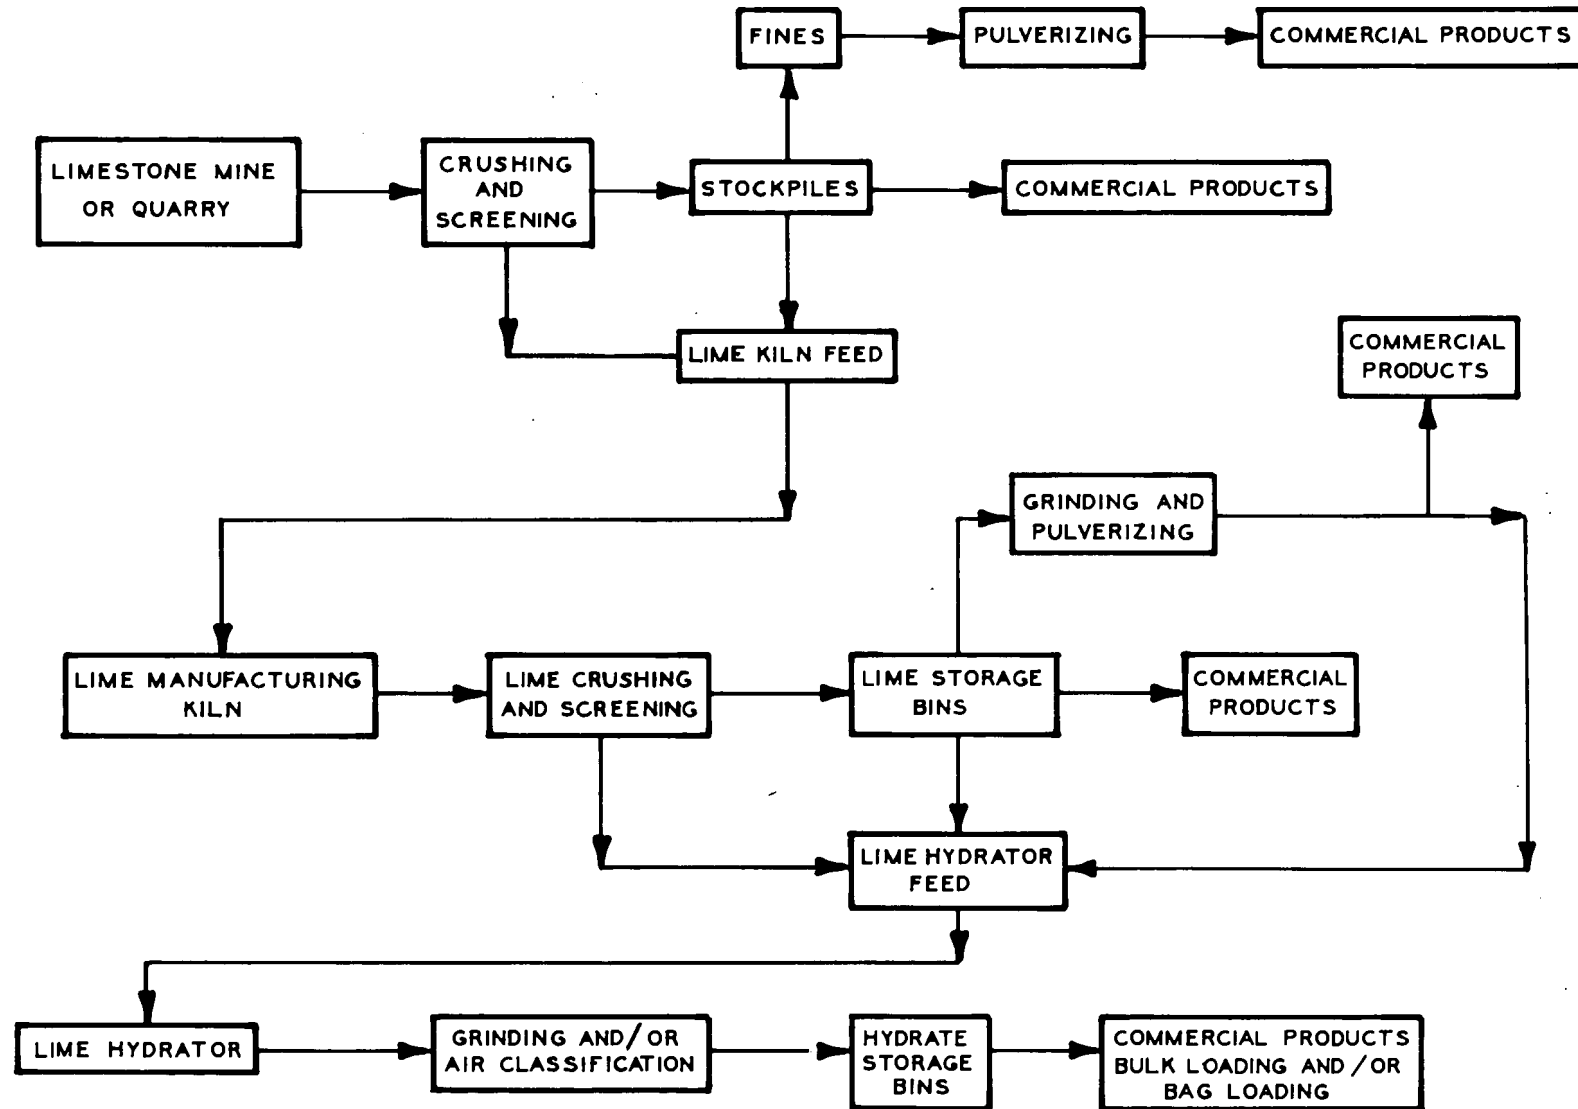 FINES
PULVERIZING
COMMERCIAL PRODUCTS
LIMESTONE MINE
OR QUARRY
CRUSHING
AND
SCREENING
STOCKPILES
COMMERCIAL PRODUCTS
LIME KILN FEED
COMMERCIAL
PRODUCTS
GRINDING AND
PULVERIZING
LIME MANUFACTURING
KILN
LIME CRUSHING
AND SCREENING
LIME STORAGE
BINS
COMMERCIAL
PRODUCTS
LIME HYDRATOR
FEED
LIME HYDRATOR
GRINDING AND/OR
AIR CLASSIFICATION
HYDRATE
STORAGE
BINS
COMMERCIAL PRODUCTS
BULK LOADING AND/OR
BAG LOADING